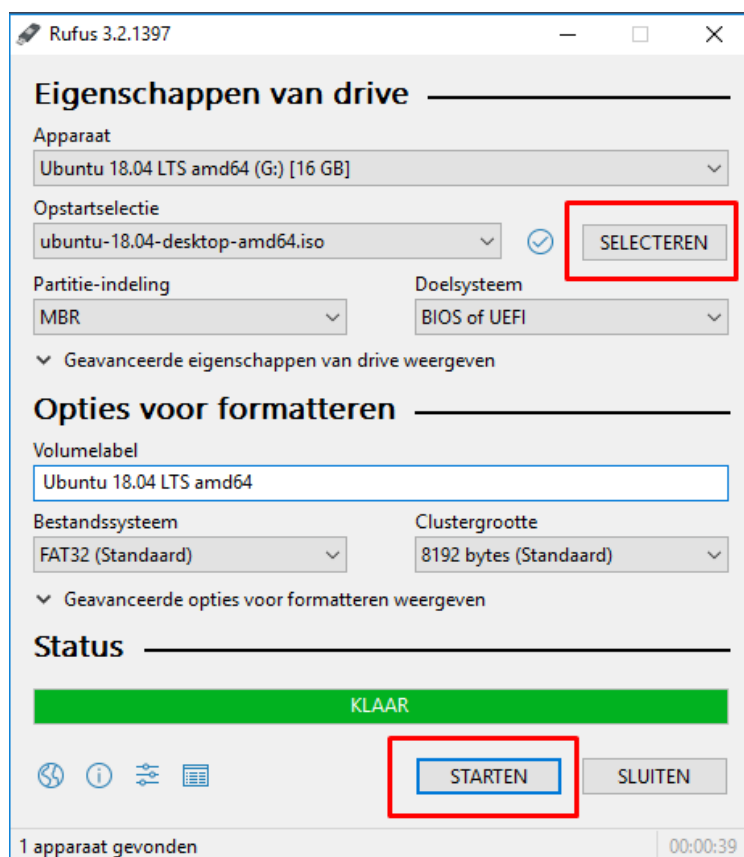 Rufus 3.2.1397
Eigenschappen van drive
Apparaat
Ubuntu 18.04 LTS amd64 (G:) [16 GB]
Opstartselectie
ubuntu-18.04-desktop-amd64.iso
SELECTEREN
Partitie-indeling
Doelsysteem
MBR
BIOS of UEFI
Geavanceerde eigenschappen van drive weergeven
Opties voor formatteren
Volumelabel
Ubuntu 18.04 LTS amd64
Bestandssysteem
Clustergrootte
FAT32 (Standaard)
8192 bytes (Standaard)
Geavanceerde opties voor formatteren weergeven
Status
KLAAR
STARTEN
SLUITEN
1 apparaat gevonden
00:00:39